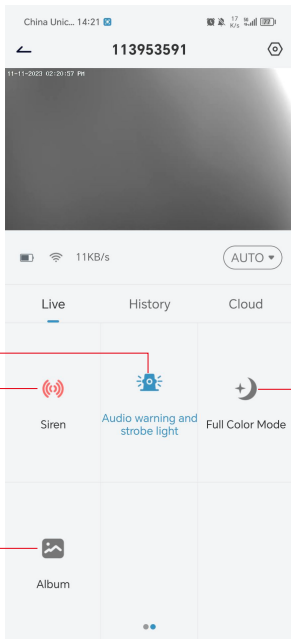 China Unic... 14:21
17 K/s
113953591
11-11-2023 02:20:57 PM
11KB/s
AUTO
Live History Cloud
Siren
Audio warning and
strobe light
Full Color Mode
Album